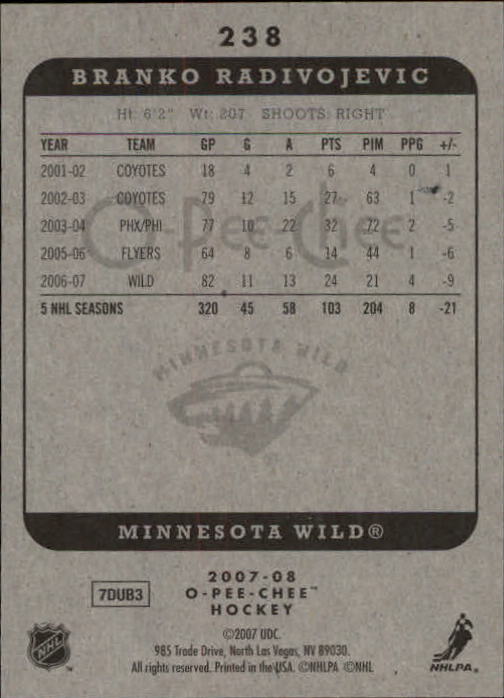 238
BRANKO RADIVOJEVIC
Ht: 6'2" Wt: 207 SHOOTS: RIGHT
YEAR TEAM GP G A PTS PIM PPG +/-
2001-02 COYOTES 18 4 2 6 4 0 1
2002-03 COYOTES 79 12 15 27 63 1 -2
2003-04 PHX/PHI 77 10 22 32 72 2 -5
2005-06 FLYERS 64 8 6 14 44 1 -6
2006-07 WILD 82 11 13 24 21 4 -9
5 NHL SEASONS 320 45 58 103 204 8 -21
O-Pee-Chee
MINNESOTA WILD
MINNESOTA WILD®
2007-08
7DUB3 O-PEE-CHEE™
HOCKEY
©2007 UDC.
985 Trade Drive, North Las Vegas, NV 89030.
All rights reserved. Printed in the USA. ©NHLPA ©NHL
NHL ™
NHLPA®